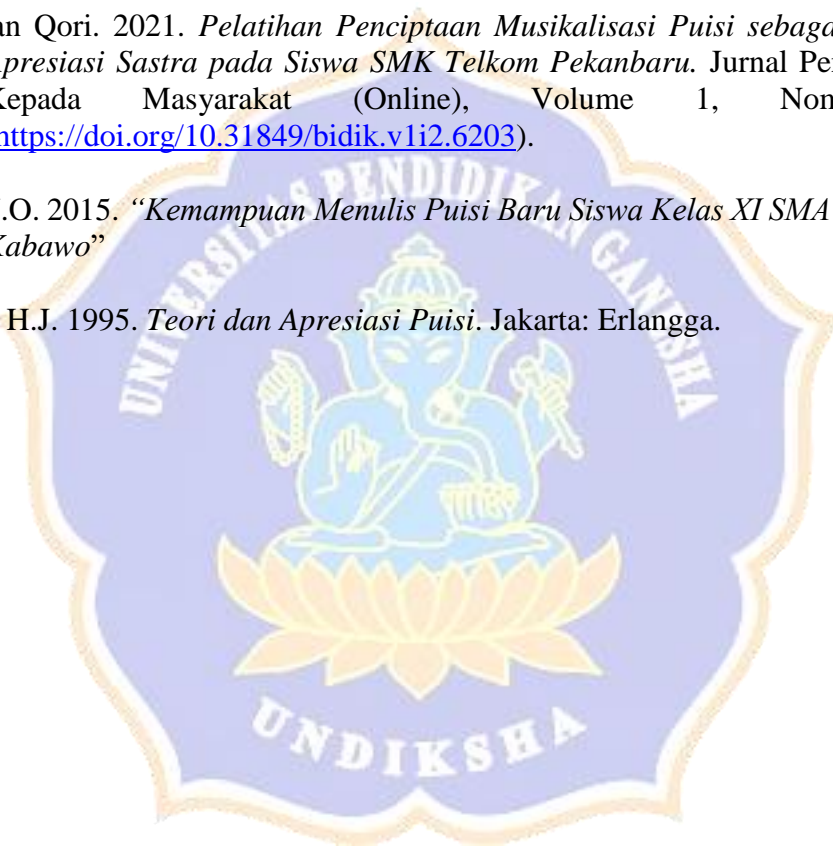 an Qori. 2021. Pelatihan Penciptaan Musikalisasi Puisi sebaga
presiasi Sastra pada Siswa SMK Telkom Pekanbaru. Jurnal Pe
Kepada Masyarakat (Online), Volume 1, Non
https://doi.org/10.31849/bidik.v1i2.6203).
.O. 2015. “Kemampuan Menulis Puisi Baru Siswa Kelas XI SMA
Kabawo”
H.J. 1995. Teori dan Apresiasi Puisi. Jakarta: Erlangga.
UNIVERSITAS PENDIDIKAN GANESHA
UNDIKSHA